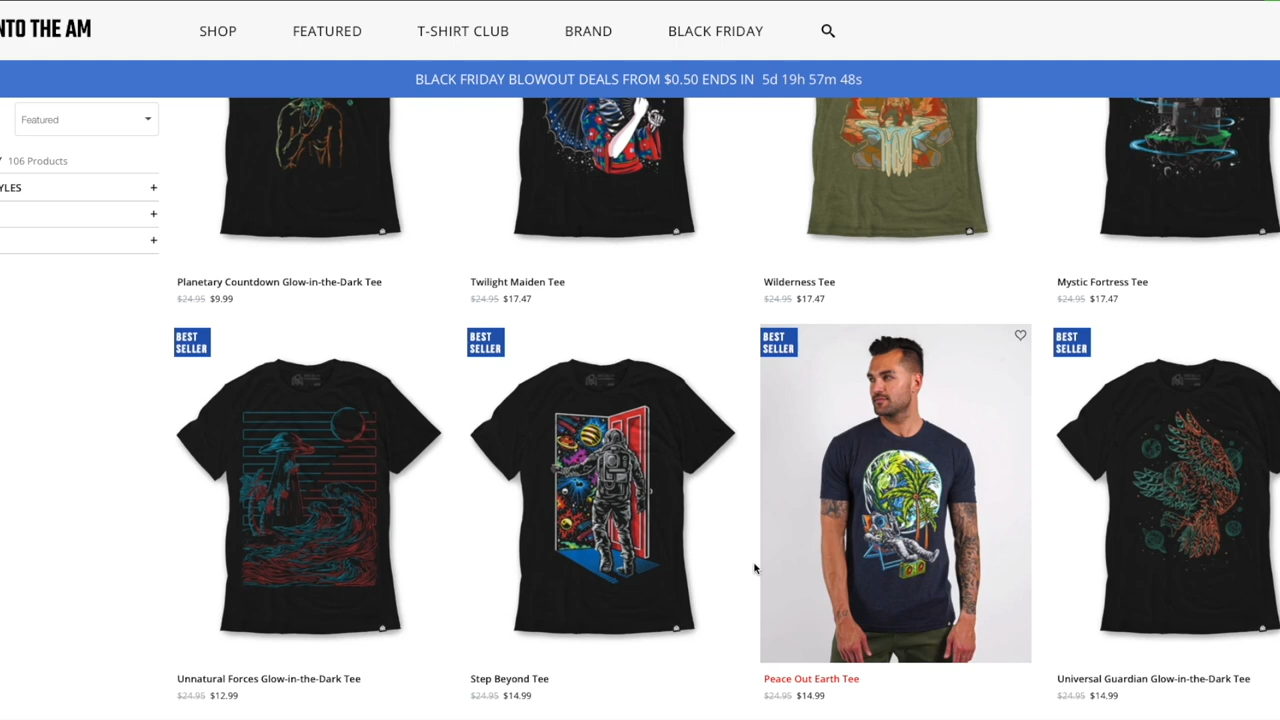 NTO THE AM
SHOP
FEATURED
T-SHIRT CLUB
BRAND
BLACK FRIDAY
BLACK FRIDAY BLOWOUT DEALS FROM $0.50 ENDS IN 5d 19h 57m 48s
Featured
106 Products
YLES
+
+
+
Planetary Countdown Glow-in-the-Dark Tee
$24.95 $9.99
Twilight Maiden Tee
$24.95 $17.47
Wilderness Tee
$24.95 $17.47
Mystic Fortress Tee
$24.95 $17.47
BEST
SELLER
Unnatural Forces Glow-in-the-Dark Tee
$24.95 $12.99
BEST
SELLER
Step Beyond Tee
$24.95 $14.99
BEST
SELLER
Peace Out Earth Tee
$24.95 $14.99
BEST
SELLER
Universal Guardian Glow-in-the-Dark Tee
$24.95 $14.99